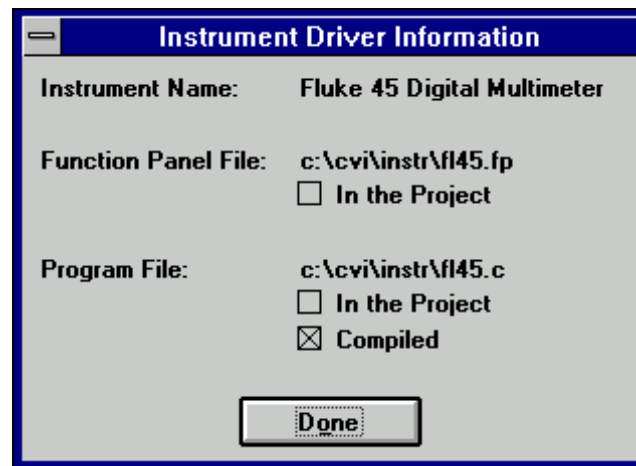 Instrument Driver Information
Instrument Name: Fluke 45 Digital Multimeter
Function Panel File: c:\cvi\instr\fl45.fp
In the Project
Program File: c:\cvi\instr\fl45.c
In the Project
Compiled
Done